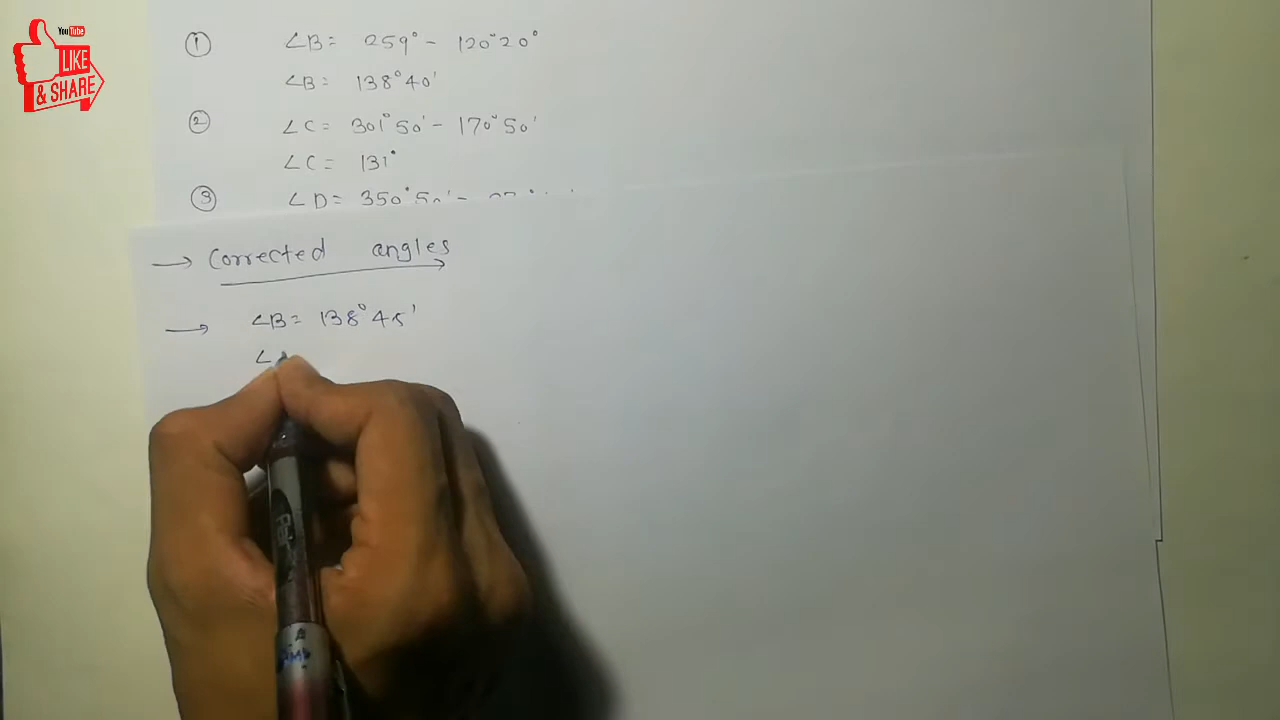 YouTube
LIKE
& SHARE
① ∠B = 259° - 120°20°
∠B = 138°40'
② ∠C = 301°50' - 170°50'
∠C = 131°
③ ∠D = 350°50' -
→ Corrected angles
→ ∠B = 138°45'
∠